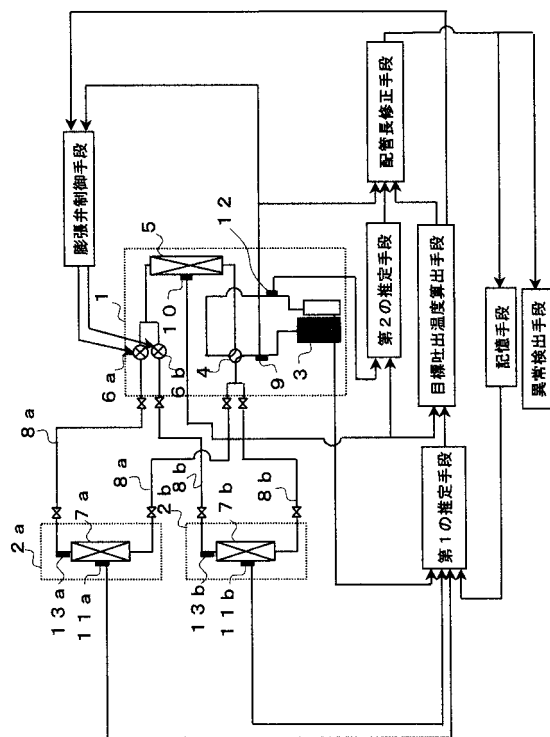 膨張弁制御手段
配管長修正手段
第2の推定手段
目標吐出温度算出手段
第1の推定手段
記憶手段
異常検出手段
1
5
10
12
6a
6b
4
9
3
8a
8a
8b
8b
2a
7a
13a
11a
2b
7b
13b
11b